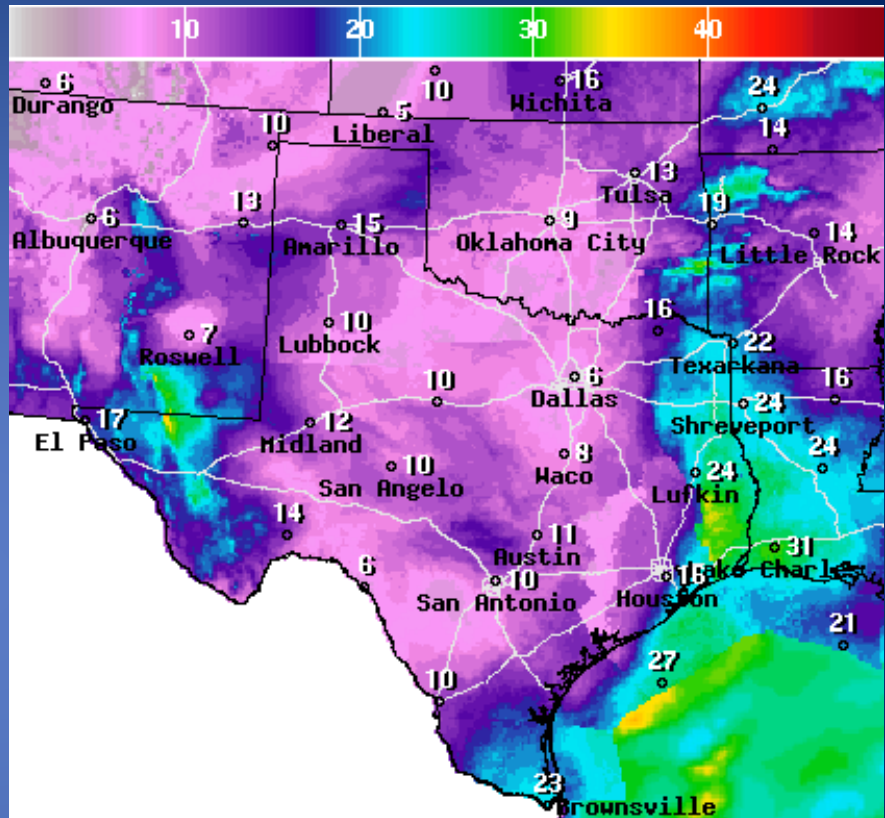 10 20 30 40
6
Durango
10
16
Wichita
24
5
Liberal
10
14
13
Tulsa
6
Albuquerque
13
15
Amarillo
9
Oklahoma City
19
14
Little Rock
7
Roswell
10
Lubbock
16
22
Texarkana
6
Dallas
10
24
Shreveport
16
17
El Paso
12
Midland
10
San Angelo
8
Waco
24
Lufkin
24
14
11
Austin
31
Lake Charles
6
10
San Antonio
Houston
21
27
10
23
Brownsville